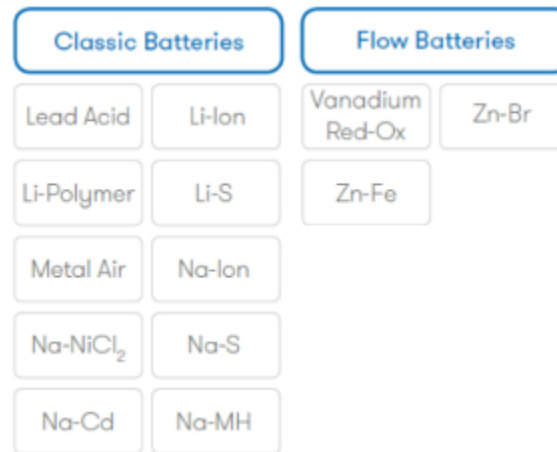 Classic Batteries
Flow Batteries
Lead Acid
Li-Ion
Vanadium
Red-Ox
Zn-Br
Li-Polymer
Li-S
Zn-Fe
Metal Air
Na-Ion
Na-NiCl₂
Na-S
Na-Cd
Na-MH